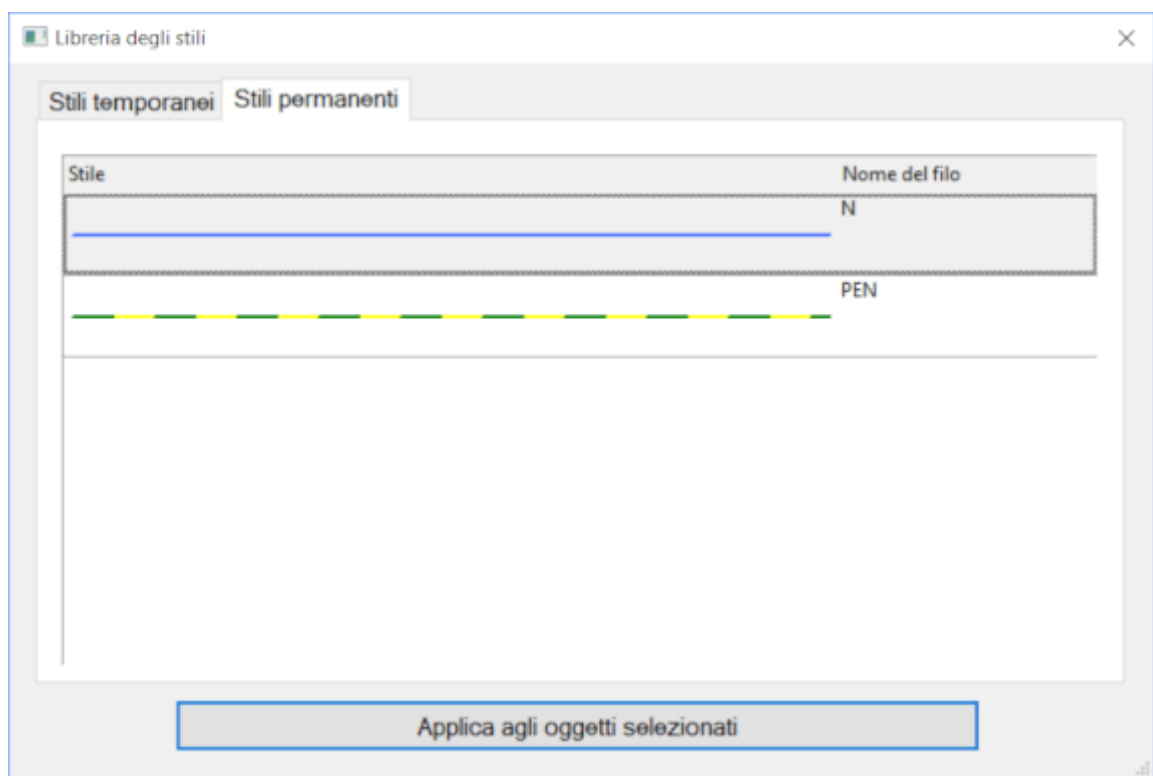 Libreria degli stili
Stili temporanei Stili permanenti
Stile Nome del filo
N
PEN
Applica agli oggetti selezionati